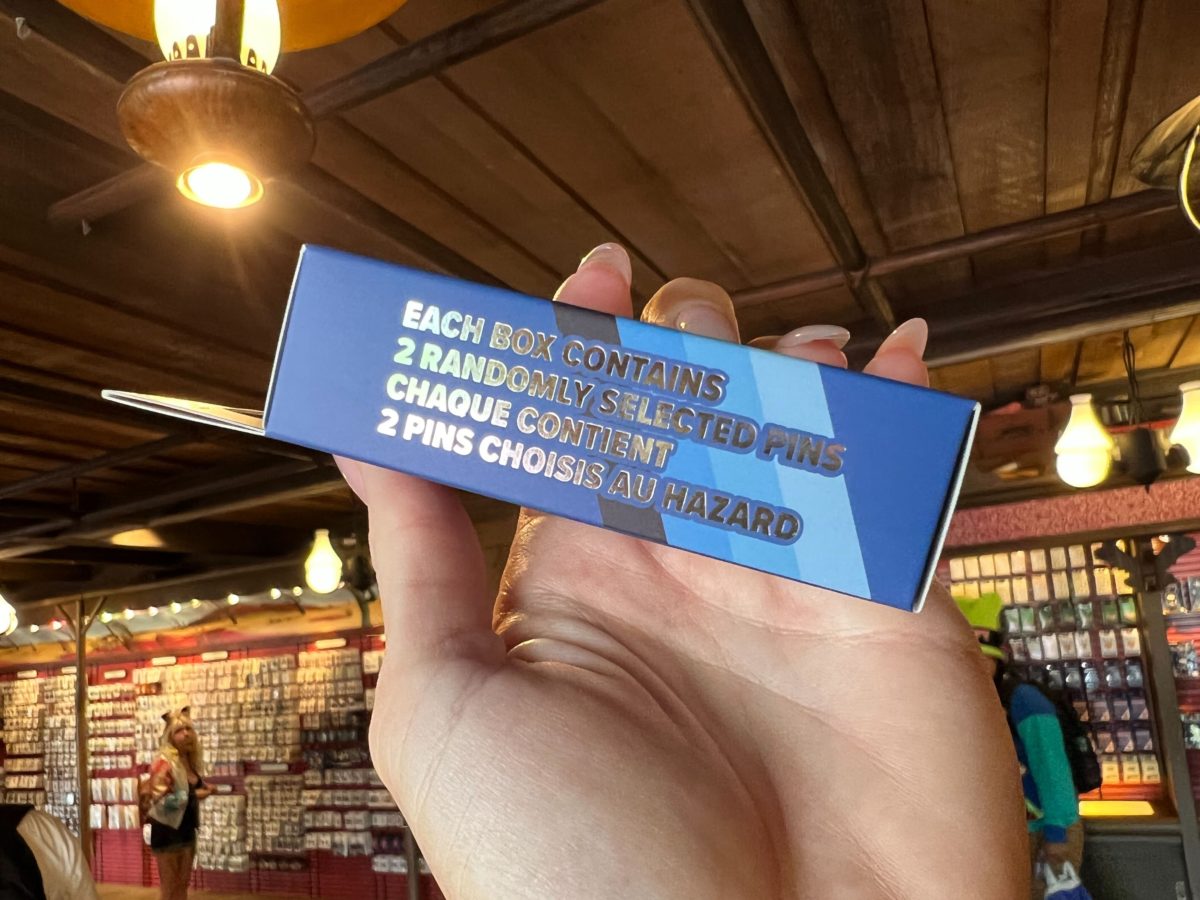 EACH BOX CONTAINS
2 RANDOMLY SELECTED PINS
CHAQUE CONTIENT
2 PINS CHOISIS AU HAZARD